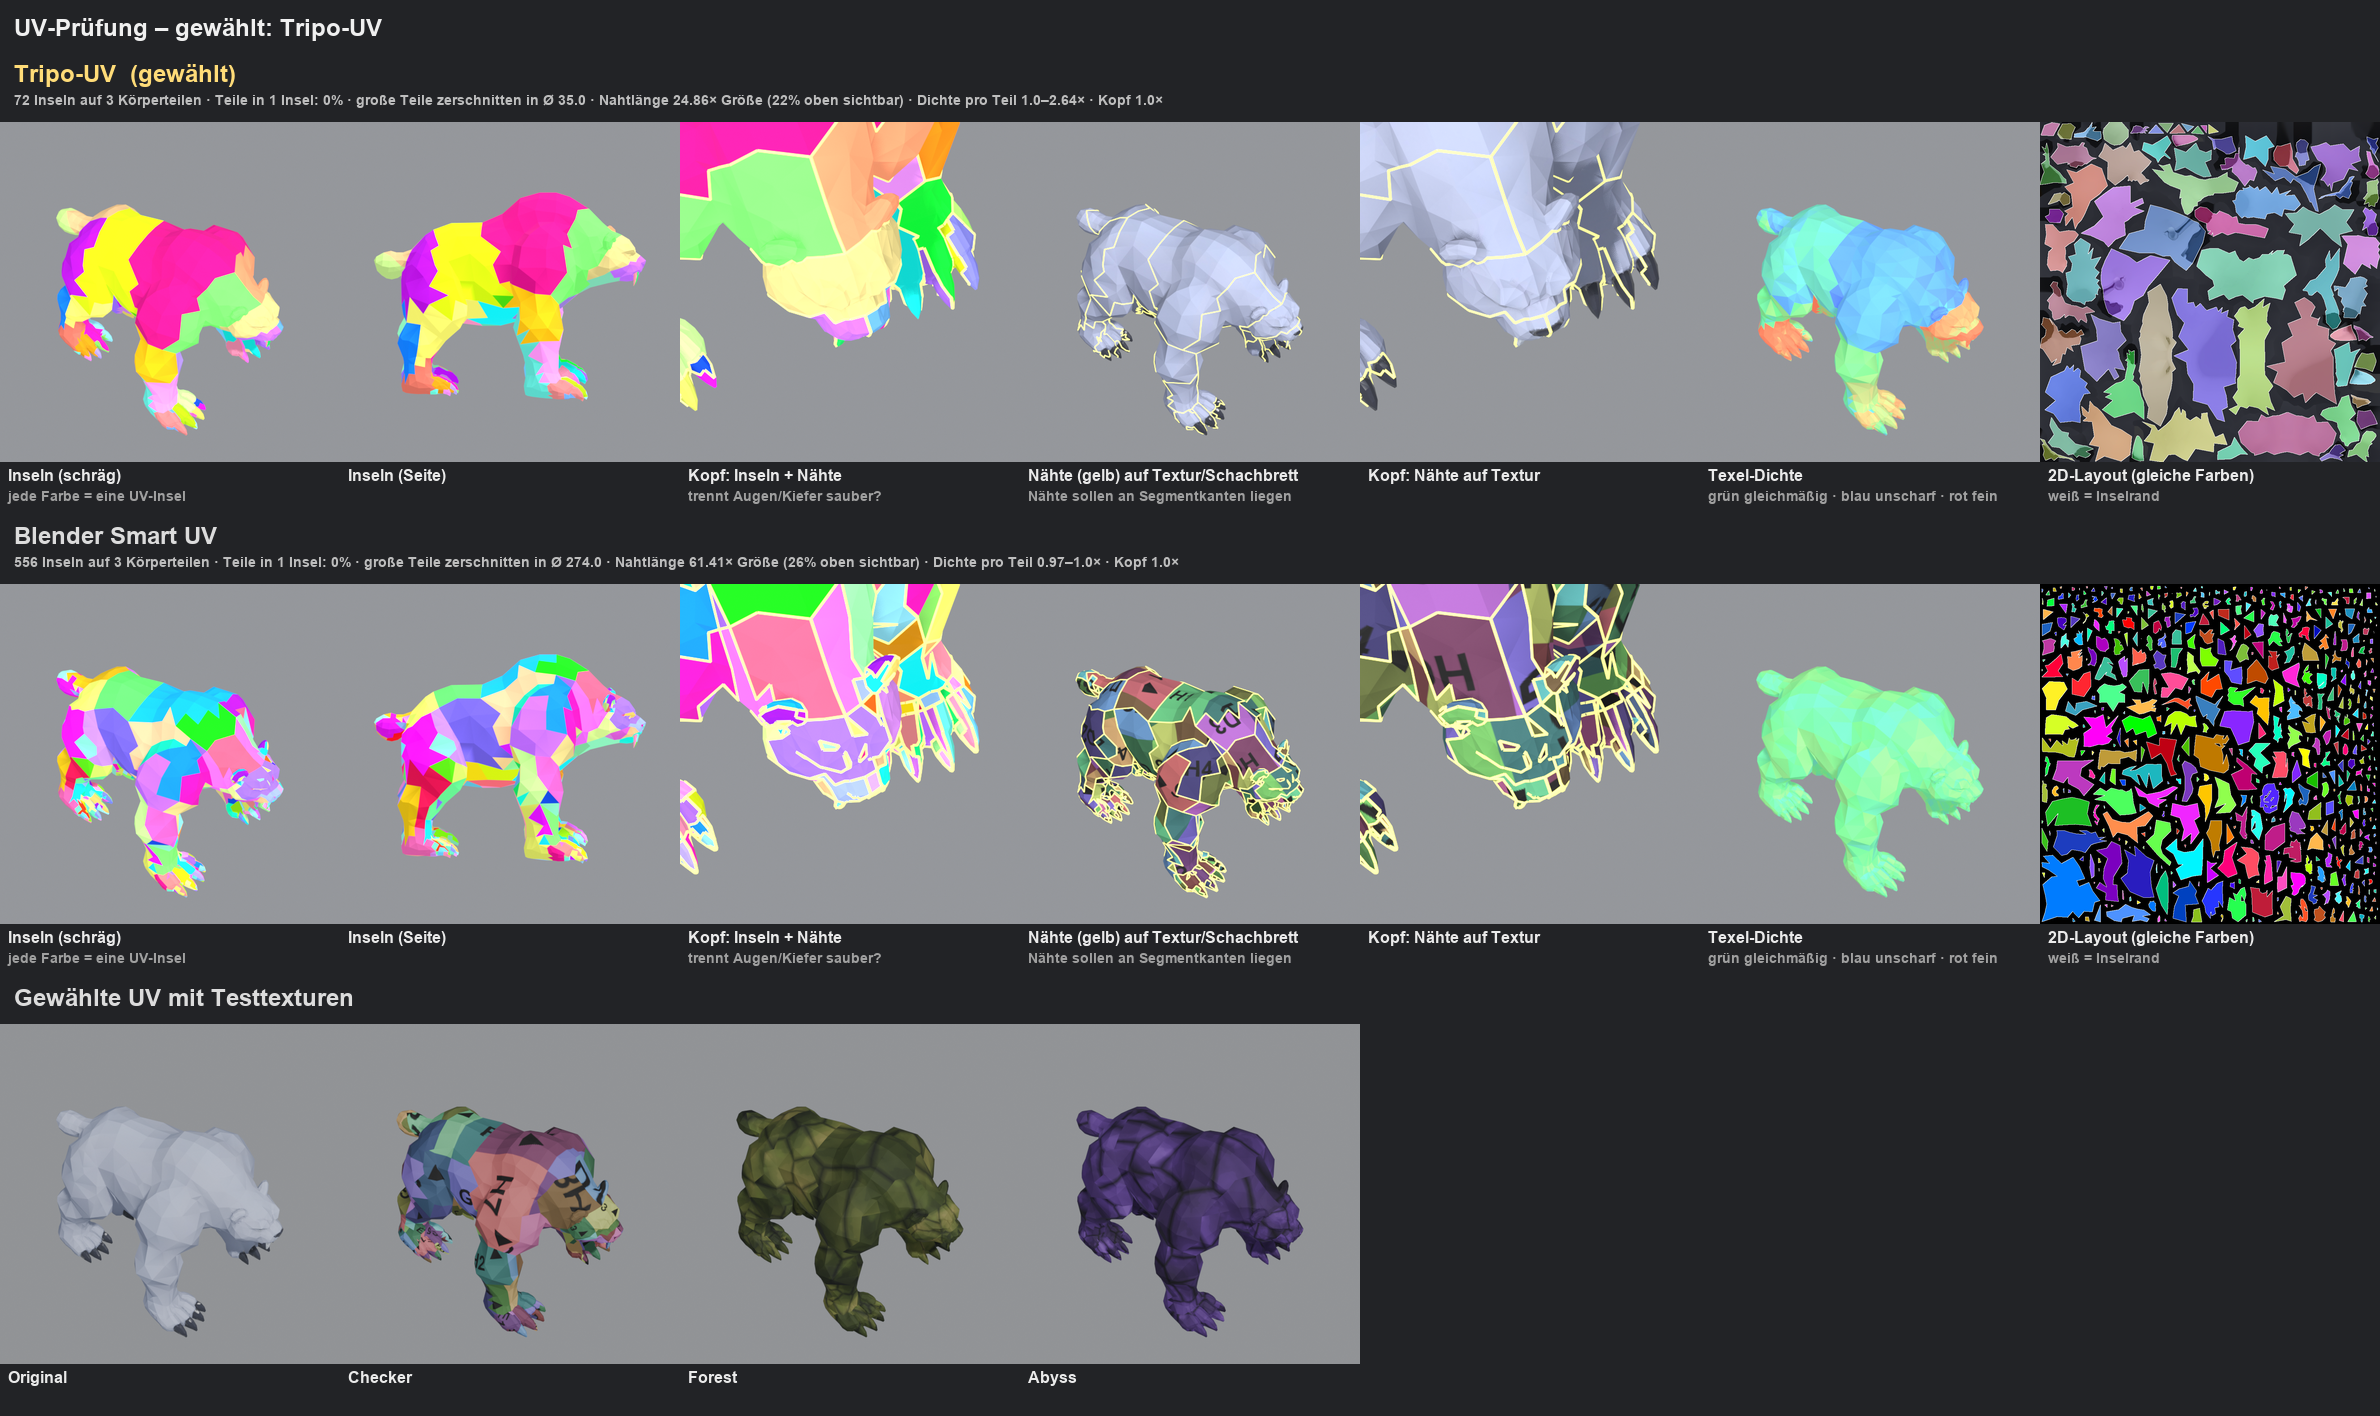 UV-Prüfung – gewählt: Tripo-UV
Tripo-UV (gewählt)
72 Inseln auf 3 Körperteilen · Teile in 1 Insel: 0% · große Teile zerschnitten in Ø 35.0 · Nahtlänge 24.86× Größe (22% oben sichtbar) · Dichte pro Teil 1.0–2.64× · Kopf 1.0×
Inseln (schräg)
jede Farbe = eine UV-Insel
Inseln (Seite)
Kopf: Inseln + Nähte
trennt Augen/Kiefer sauber?
Nähte (gelb) auf Textur/Schachbrett
Nähte sollen an Segmentkanten liegen
Kopf: Nähte auf Textur
Texel-Dichte
grün gleichmäßig · blau unscharf · rot fein
2D-Layout (gleiche Farben)
weiß = Inselrand
Blender Smart UV
556 Inseln auf 3 Körperteilen · Teile in 1 Insel: 0% · große Teile zerschnitten in Ø 274.0 · Nahtlänge 61.41× Größe (26% oben sichtbar) · Dichte pro Teil 0.97–1.0× · Kopf 1.0×
H
H4
H
Inseln (schräg)
jede Farbe = eine UV-Insel
Inseln (Seite)
Kopf: Inseln + Nähte
trennt Augen/Kiefer sauber?
Nähte (gelb) auf Textur/Schachbrett
Nähte sollen an Segmentkanten liegen
Kopf: Nähte auf Textur
Texel-Dichte
grün gleichmäßig · blau unscharf · rot fein
2D-Layout (gleiche Farben)
weiß = Inselrand
Gewählte UV mit Testtexturen
G
H7
Original
Checker
Forest
Abyss